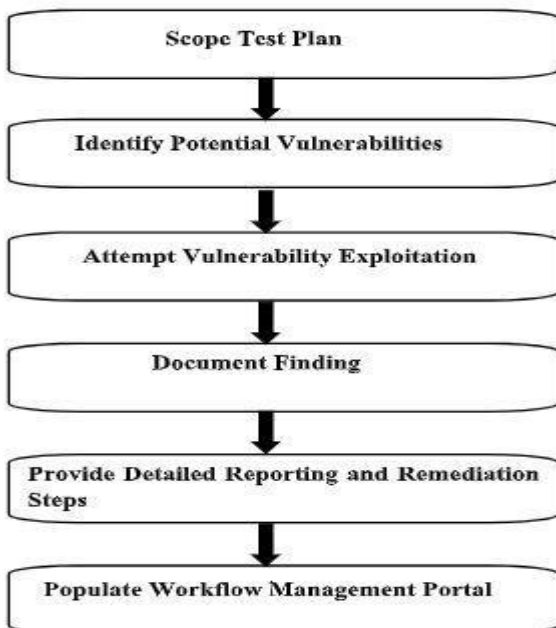 Scope Test Plan
Identify Potential Vulnerabilities
Attempt Vulnerability Exploitation
Document Finding
Provide Detailed Reporting and Remediation
Steps
Populate Workflow Management Portal